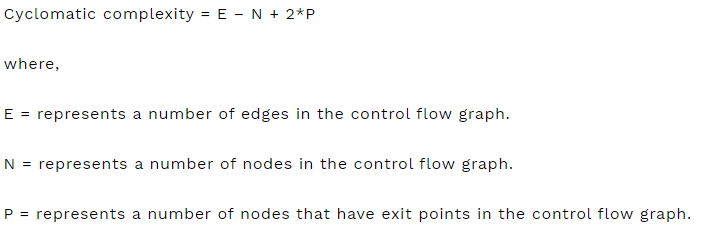 Cyclomatic complexity = E – N + 2*P
where,
E = represents a number of edges in the control flow graph.
N = represents a number of nodes in the control flow graph.
P = represents a number of nodes that have exit points in the control flow graph.